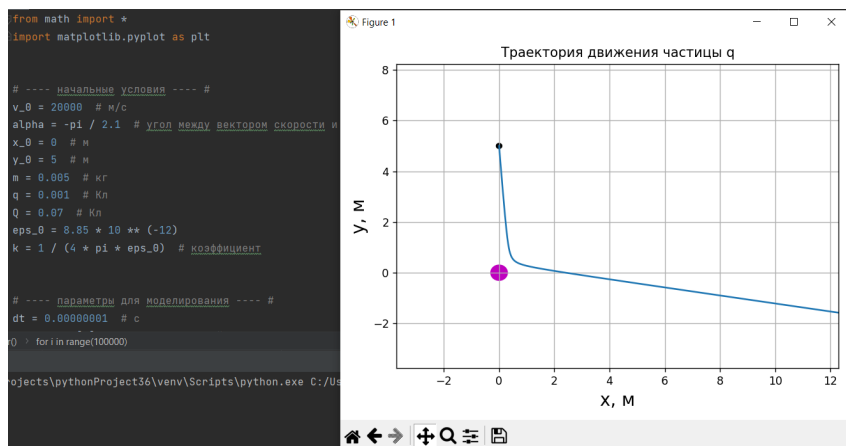 from math import *
import matplotlib.pyplot as plt
# ---- начальные условия ---- #
v_0 = 20000 # м/с
alpha = -pi / 2.1 # угол между вектором скорости и
x_0 = 0 # м
y_0 = 5 # м
m = 0.005 # кг
q = 0.001 # Кл
Q = 0.07 # Кл
eps_0 = 8.85 * 10 ** (-12)
k = 1 / (4 * pi * eps_0) # коэффициент
# ---- параметры для моделирования ---- #
dt = 0.00000001 # с
r() › for i in range(100000)
ojects\pythonProject36\venv\Scripts\python.exe C:/Us
Figure 1
Траектория движения частицы q
8
6
4
2
0
−2
y, м
−2 0 2 4 6 8 10 12
x, м